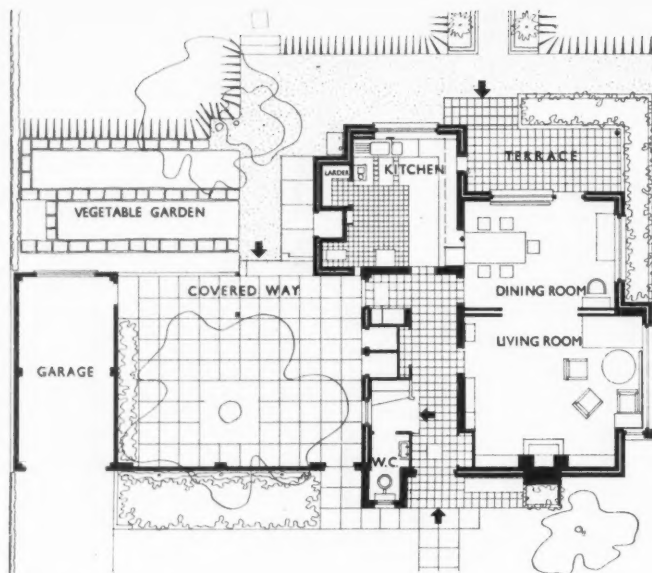 TERRACE
LARDER
KITCHEN
VEGETABLE GARDEN
COVERED WAY
DINING ROOM
LIVING ROOM
GARAGE
W.C.